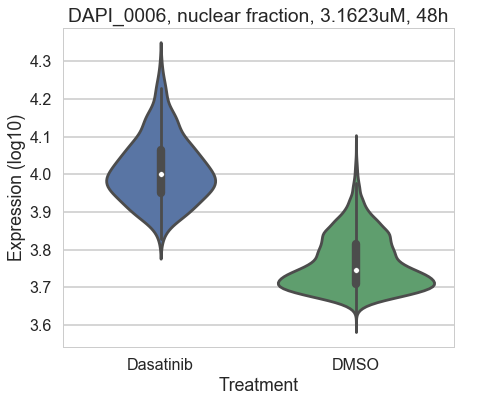 DAPI_0006, nuclear fraction, 3.1623uM, 48h
Expression (log10)
4.3
4.2
4.1
4.0
3.9
3.8
3.7
3.6
Dasatinib DMSO
Treatment